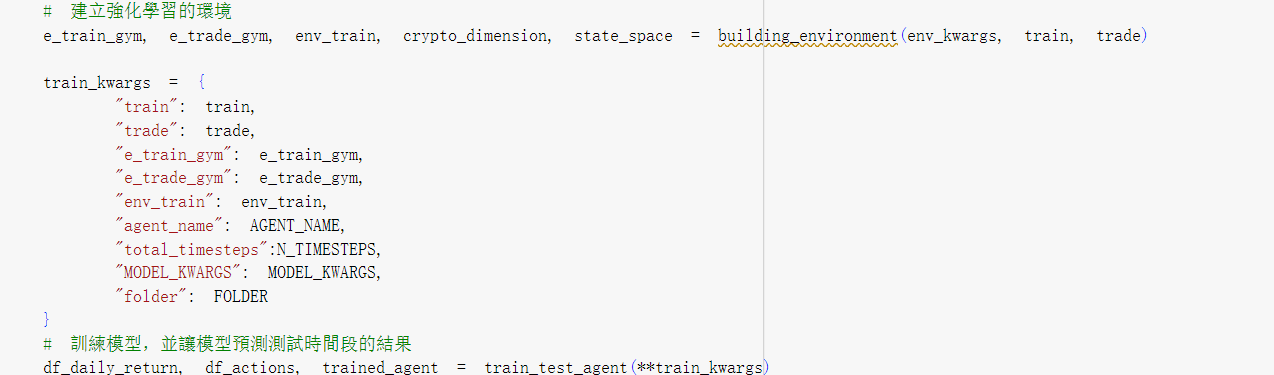 # 建立強化學習的環境
e_train_gym, e_trade_gym, env_train, crypto_dimension, state_space = building_environment(env_kwargs, train, trade)
train_kwargs = {
"train": train,
"trade": trade,
"e_train_gym": e_train_gym,
"e_trade_gym": e_trade_gym,
"env_train": env_train,
"agent_name": AGENT_NAME,
"total_timesteps":N_TIMESTEPS,
"MODEL_KWARGS": MODEL_KWARGS,
"folder": FOLDER
}
# 訓練模型，並讓模型預測測試時間段的結果
df_daily_return, df_actions, trained_agent = train_test_agent(**train_kwargs)